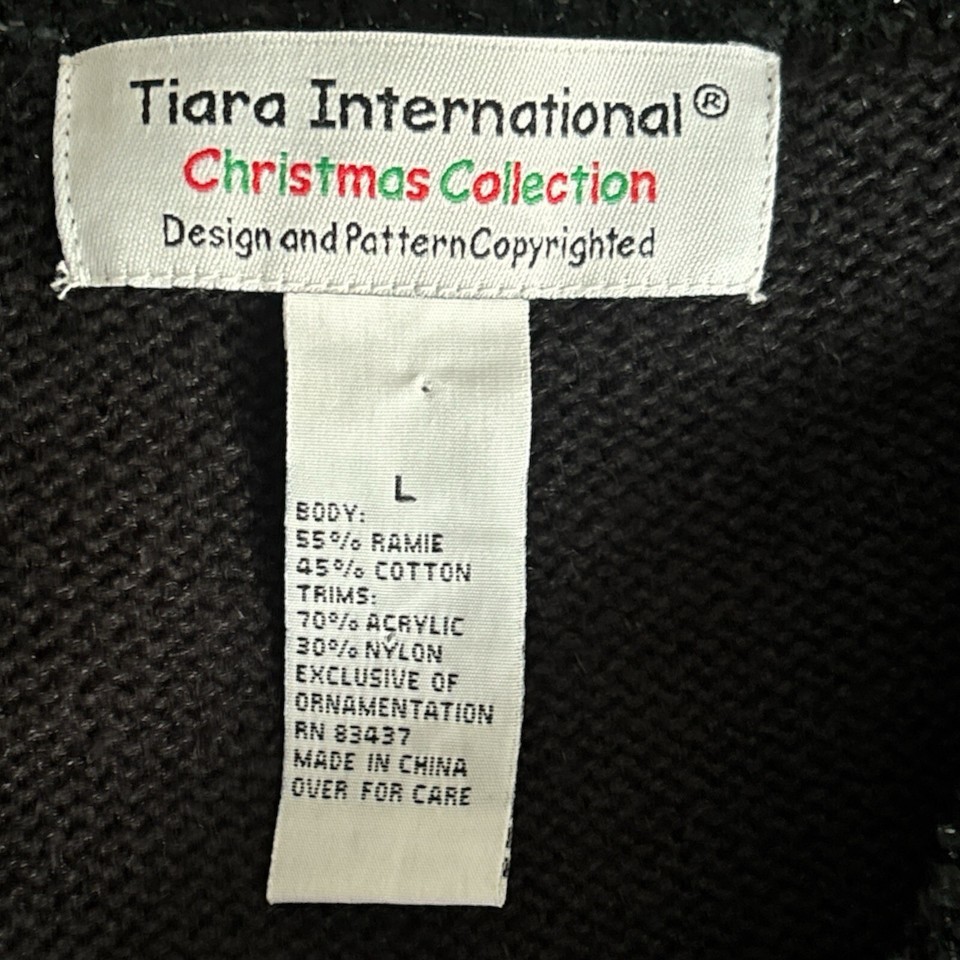 Tiara International®
Christmas Collection
Design and Pattern Copyrighted
L
BODY:
55% RAMIE
45% COTTON
TRIMS:
70% ACRYLIC
30% NYLON
EXCLUSIVE OF
ORNAMENTATION
RN 83437
MADE IN CHINA
OVER FOR CARE